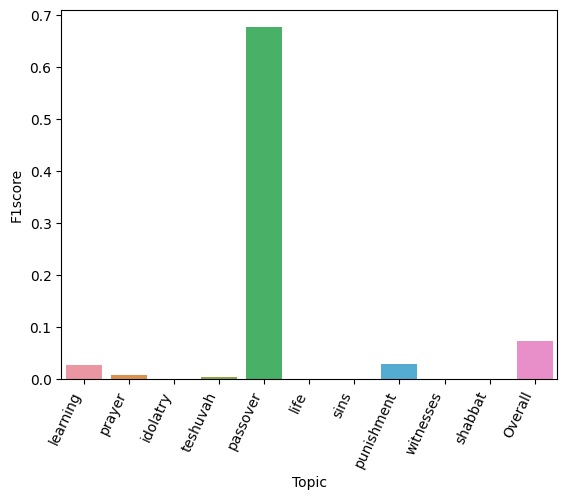 0.7
0.6
0.5
0.4
0.3
0.2
0.1
0.0
F1score
learning
prayer
idolatry
teshuvah
passover
life
sins
punishment
witnesses
shabbat
Overall
Topic